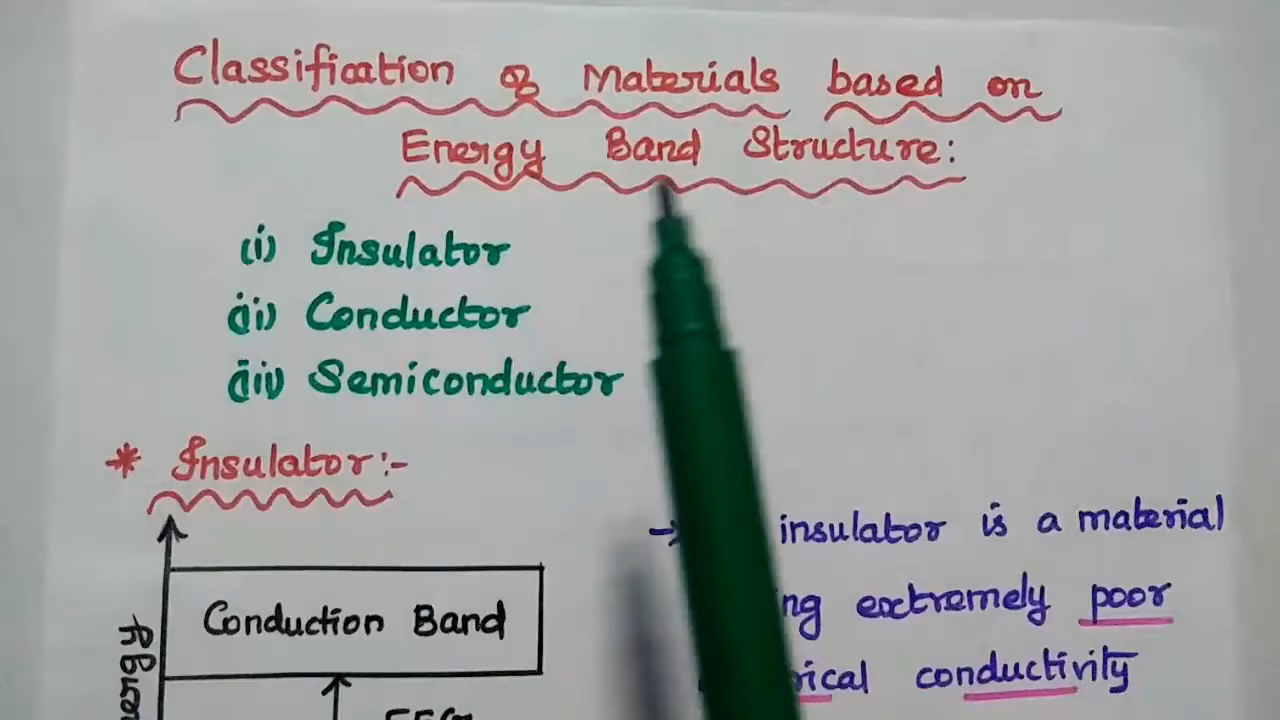 Classification of Materials based on
Energy Band Structure:
(i) Insulator
(ii) Conductor
(iii) Semiconductor
* Insulator:-
→ insulator is a material
extremely poor
conductivity
Conduction Band